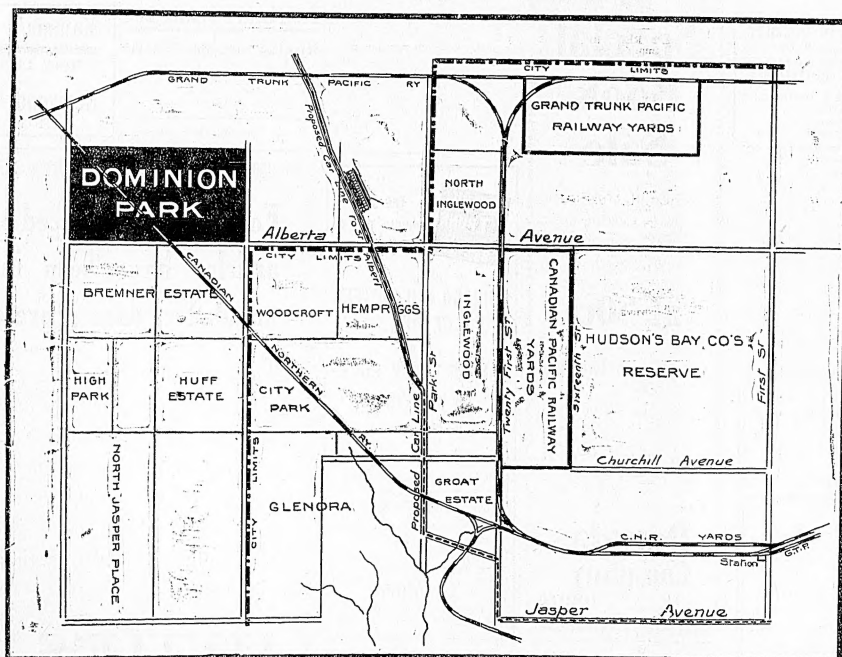 CITY LIMITS
GRAND TRUNK PACIFIC RY
GRAND TRUNK PACIFIC
RAILWAY YARDS
Proposed Car Line to St Albert
DOMINION
PARK
NORTH
INGLEWOOD
Alberta Avenue
CITY LIMITS
CANADIAN NORTHERN RY.
BREMNER ESTATE
WOODCROFT
HEMPRIGGS
INGLEWOOD
Park St
Twenty First St
CANADIAN PACIFIC RAILWAY
YARDS
Sixteenth St
HUDSON'S BAY CO'S
RESERVE
First St
HIGH
PARK
HUFF
ESTATE
CITY
PARK
Churchill Avenue
NORTH JASPER PLACE
CITY LIMITS
GLENORA
Proposed Car Line
GROAT
ESTATE
C.N.R. YARDS
Station
G.T.P.
Jasper Avenue